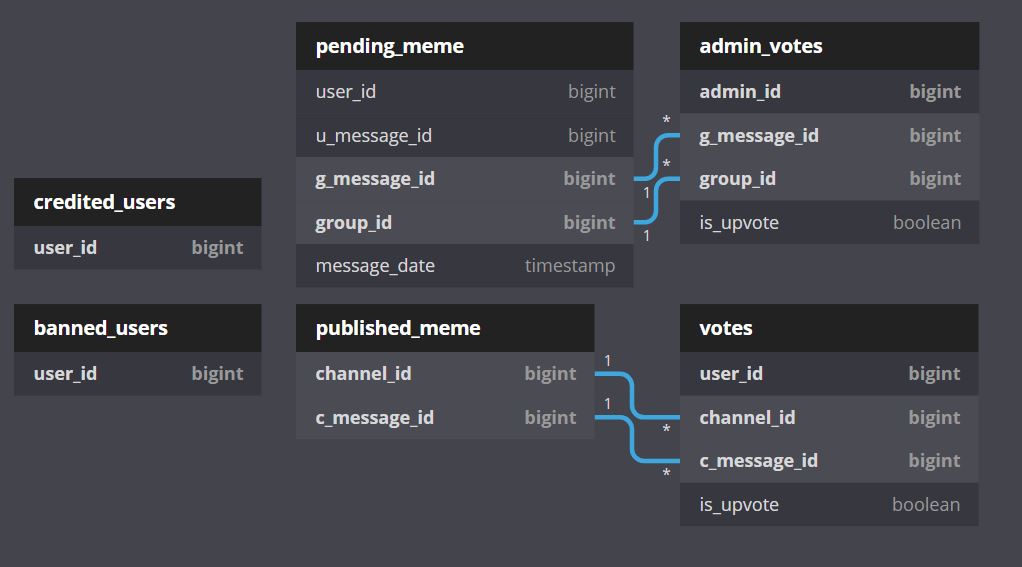 pending_meme
user_id bigint
u_message_id bigint
g_message_id bigint
group_id bigint
message_date timestamp
admin_votes
admin_id bigint
g_message_id bigint
group_id bigint
is_upvote boolean
*
*
1
1
credited_users
user_id bigint
banned_users
user_id bigint
published_meme
channel_id bigint
c_message_id bigint
votes
user_id bigint
channel_id bigint
c_message_id bigint
is_upvote boolean
1
1
*
*